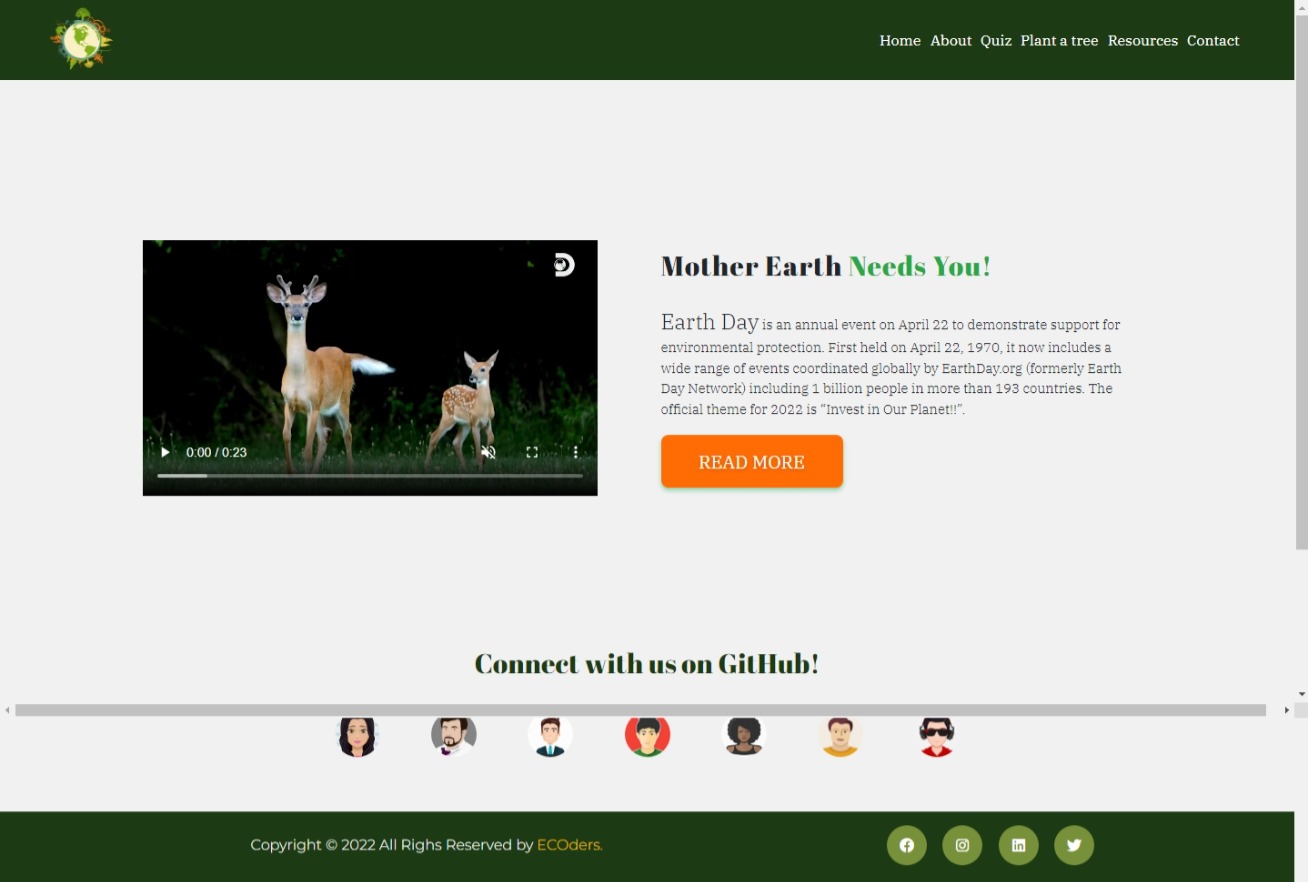 Home About Quiz Plant a tree Resources Contact
Mother Earth Needs You!
Earth Day is an annual event on April 22 to demonstrate support for
environmental protection. First held on April 22, 1970, it now includes a
wide range of events coordinated globally by EarthDay.org (formerly Earth
Day Network) including 1 billion people in more than 193 countries. The
official theme for 2022 is “Invest in Our Planet!!”.
0:00 / 0:23
READ MORE
Connect with us on GitHub!
Copyright © 2022 All Righs Reserved by ECOders.